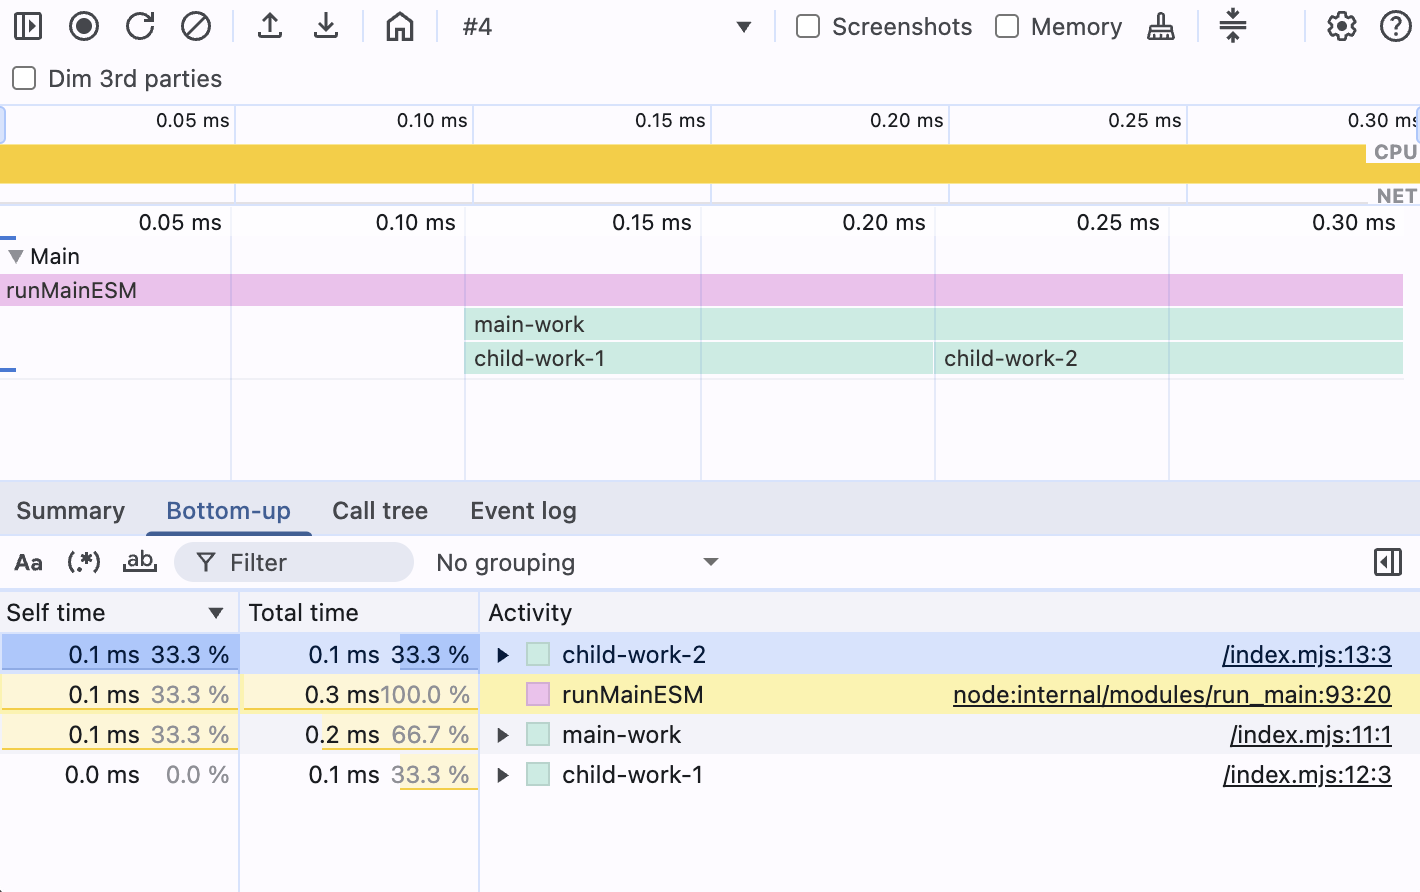 #4 Screenshots Memory
Dim 3rd parties
0.05 ms 0.10 ms 0.15 ms 0.20 ms 0.25 ms 0.30 ms
CPU
NET
0.05 ms 0.10 ms 0.15 ms 0.20 ms 0.25 ms 0.30 ms
Main
runMainESM
main-work
child-work-1 child-work-2
Summary Bottom-up Call tree Event log
Aa (.*) ab Filter No grouping
Self time Total time Activity
0.1 ms 33.3 % 0.1 ms 33.3 % child-work-2 /index.mjs:13:3
0.1 ms 33.3 % 0.3 ms 100.0 % runMainESM node:internal/modules/run_main:93:20
0.1 ms 33.3 % 0.2 ms 66.7 % main-work /index.mjs:11:1
0.0 ms 0.0 % 0.1 ms 33.3 % child-work-1 /index.mjs:12:3